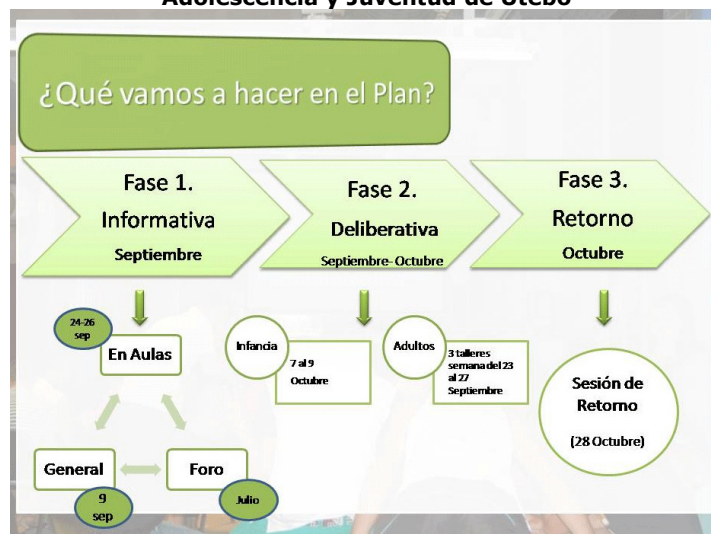 Adolescencia y Juventud de Utebo
¿Qué vamos a hacer en el Plan?
Fase 1.
Informativa
Septiembre
Fase 2.
Deliberativa
Septiembre-Octubre
Fase 3.
Retorno
Octubre
24-26
sep
En Aulas
General
9
sep
Foro
Julio
Infancia
7 al 9
Octubre
Adultos
3 talleres
semana del 23
al 27
Septiembre
Sesión de
Retorno
(28 Octubre)